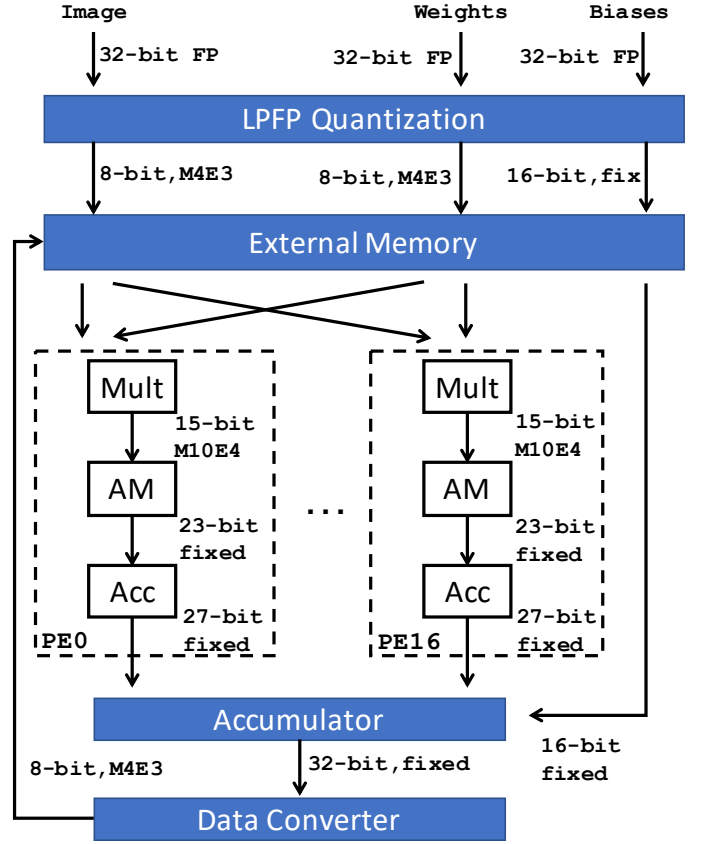 Image Weights Biases
32-bit FP 32-bit FP 32-bit FP
LPFP Quantization
8-bit,M4E3 8-bit,M4E3 16-bit,fix
External Memory
Mult Mult
15-bit 15-bit
M10E4 M10E4
AM AM
...
23-bit 23-bit
fixed fixed
Acc Acc
27-bit 27-bit
PE0 fixed PE16 fixed
Accumulator
16-bit
fixed
8-bit,M4E3 32-bit,fixed
Data Converter